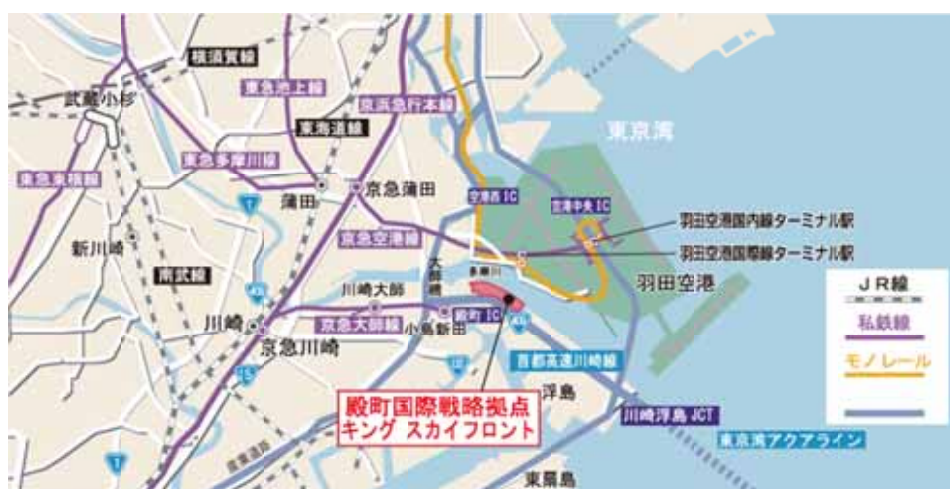 横須賀線
武蔵小杉
東急池上線
京浜急行本線
東海道線
東京湾
東急多摩川線
東急東横線
蒲田
京急蒲田
空港西 IC
空港中央 IC
1
羽田空港国内線ターミナル駅
新川崎
京急空港線
羽田空港国際線ターミナル駅
南武線
大師橋
多摩川
羽田空港
JR線
川崎大師
川崎
京急大師線
小島新田
殿町 IC
私鉄線
京急川崎
首都高速川崎線
モノレール
15
殿町国際戦略拠点
キング スカイフロント
浮島
川崎浮島 JCT
東京湾アクアライン
1
産業道路
東扇島